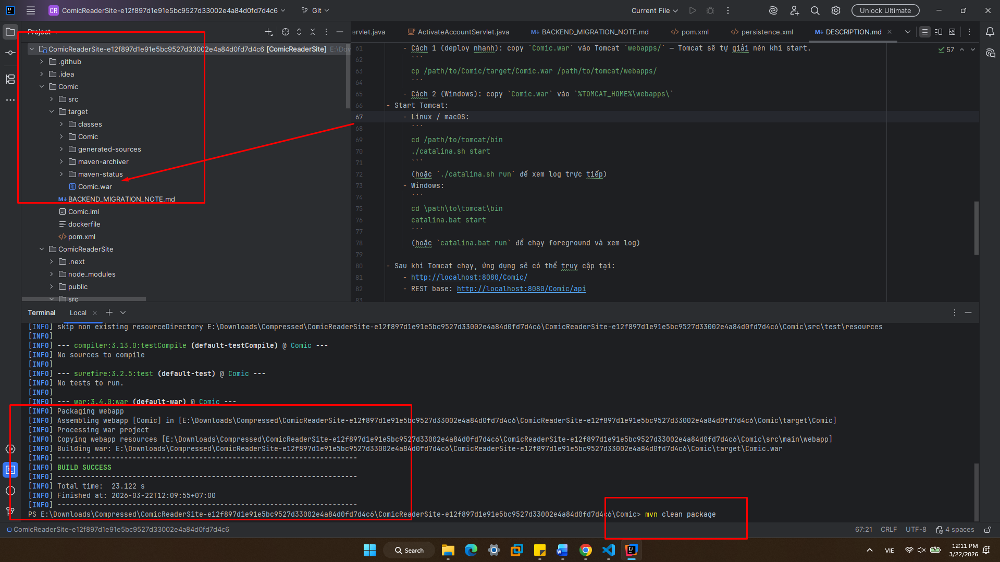 CR ComicReaderSite-e12f897d1e91e5bc9527d33002e4a84d0fd7d4c6 Git Current File Unlock Ultimate
Project
ervlet.java ActivateAccountServlet.java BACKEND_MIGRATION_NOTE.md pom.xml persistence.xml DESCRIPTION.md
ComicReaderSite-e12f897d1e91e5bc9527d33002e4a84d0fd7d4c6 [ComicReaderSite] E:\Dov
.github
.idea
Comic
src
target
classes
Comic
generated-sources
maven-archiver
maven-status
Comic.war
BACKEND_MIGRATION_NOTE.md
Comic.iml
dockerfile
pom.xml
ComicReaderSite
.next
node_modules
public
src
57
61 - Cách 1 (deploy nhanh): copy `Comic.war` vào Tomcat `webapps/` — Tomcat sẽ tự giải nén khi start.
62 ```
63 cp /path/to/Comic/target/Comic.war /path/to/tomcat/webapps/
64 ```
65 - Cách 2 (Windows): copy `Comic.war` vào `%TOMCAT_HOME%\webapps\`
66 - Start Tomcat:
67 - Linux / macOS:
68 ```
69 cd /path/to/tomcat/bin
70 ./catalina.sh start
71 ```
72 (hoặc `./catalina.sh run` để xem log trực tiếp)
73 - Windows:
74 ```
75 cd \path\to\tomcat\bin
76 catalina.bat start
77 ```
78 (hoặc `catalina.bat run` để chạy foreground và xem log)
79
80 - Sau khi Tomcat chạy, ứng dụng sẽ có thể truy cập tại:
81 - http://localhost:8080/Comic/
82 - REST base: http://localhost:8080/Comic/api
83
Terminal Local
[INFO] skip non existing resourceDirectory E:\Downloads\Compressed\ComicReaderSite-e12f897d1e91e5bc9527d33002e4a84d0fd7d4c6\ComicReaderSite-e12f897d1e91e5bc9527d33002e4a84d0fd7d4c6\Comic\src\test\resources
[INFO]
[INFO] --- compiler:3.13.0:testCompile (default-testCompile) @ Comic ---
[INFO] No sources to compile
[INFO]
[INFO] --- surefire:3.2.5:test (default-test) @ Comic ---
[INFO] No tests to run.
[INFO]
[INFO] --- war:3.4.0:war (default-war) @ Comic ---
[INFO] Packaging webapp
[INFO] Assembling webapp [Comic] in [E:\Downloads\Compressed\ComicReaderSite-e12f897d1e91e5bc9527d33002e4a84d0fd7d4c6\ComicReaderSite-e12f897d1e91e5bc9527d33002e4a84d0fd7d4c6\Comic\target\Comic]
[INFO] Processing war project
[INFO] Copying webapp resources [E:\Downloads\Compressed\ComicReaderSite-e12f897d1e91e5bc9527d33002e4a84d0fd7d4c6\ComicReaderSite-e12f897d1e91e5bc9527d33002e4a84d0fd7d4c6\Comic\src\main\webapp]
[INFO] Building war: E:\Downloads\Compressed\ComicReaderSite-e12f897d1e91e5bc9527d33002e4a84d0fd7d4c6\ComicReaderSite-e12f897d1e91e5bc9527d33002e4a84d0fd7d4c6\Comic\target\Comic.war
[INFO] ------------------------------------------------------------------------
[INFO] BUILD SUCCESS
[INFO] ------------------------------------------------------------------------
[INFO] Total time:  23.122 s
[INFO] Finished at: 2026-03-22T12:09:55+07:00
[INFO] ------------------------------------------------------------------------
PS E:\Downloads\Compressed\ComicReaderSite-e12f897d1e91e5bc9527d33002e4a84d0fd7d4c6\ComicReaderSite-e12f897d1e91e5bc9527d33002e4a84d0fd7d4c6\Comic> mvn clean package
ComicReaderSite-e12f897d1e91e5bc9527d33002e4a84d0fd7d4c6 67:21 CRLF UTF-8 4 spaces
Search VIE 12:11 PM
3/22/2026